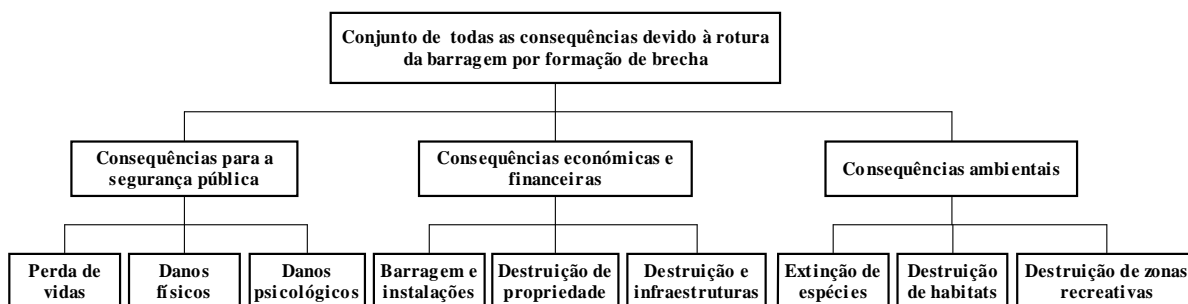 Conjunto de todas as consequências devido à rotura
da barragem por formação de brecha
Consequências para a
segurança pública
Consequências económicas e
financeiras
Consequências ambientais
Perda de
vidas
Danos
físicos
Danos
psicológicos
Barragem e
instalações
Destruição de
propriedade
Destruição e
infraestruturas
Extinção de
espécies
Destruição
de habitats
Destruição de zonas
recreativas